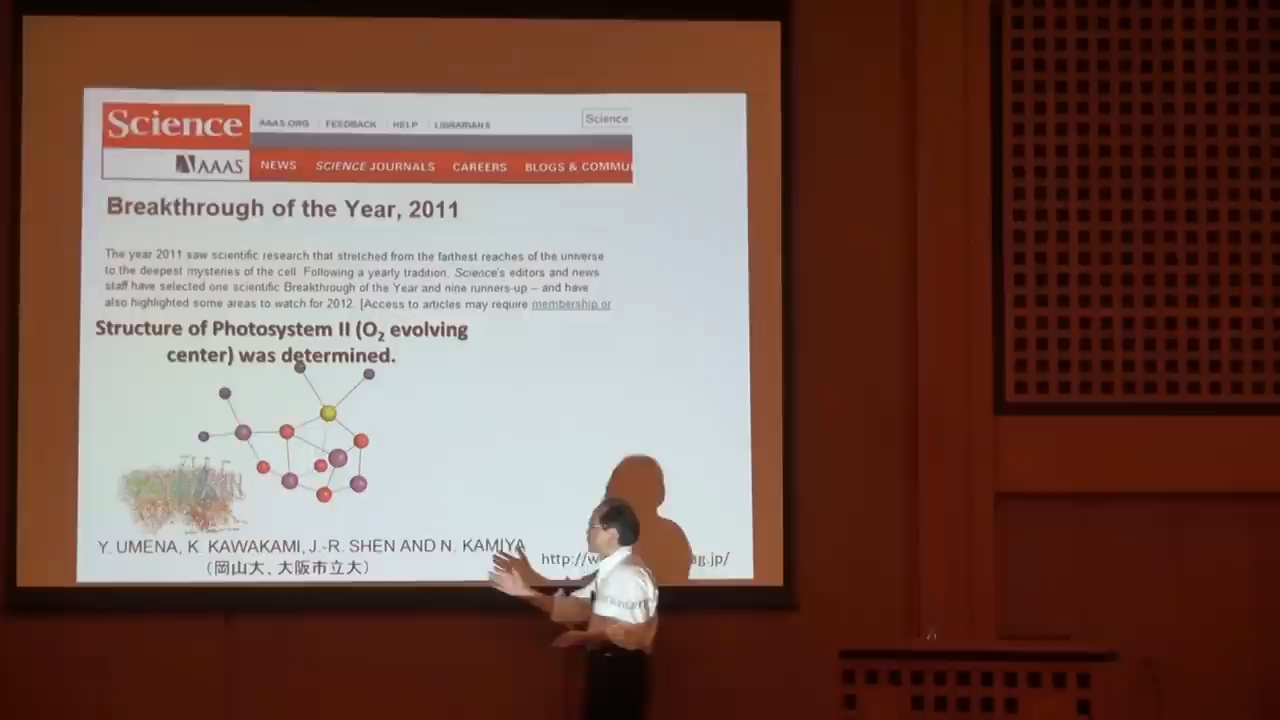 Science
AAAS.ORG FEEDBACK HELP LIBRARIANS
Science
AAAS
NEWS SCIENCE JOURNALS CAREERS BLOGS & COMMU
Breakthrough of the Year, 2011
The year 2011 saw scientific research that stretched from the farthest reaches of the universe
to the deepest mysteries of the cell. Following a yearly tradition, Science's editors and news
staff have selected one scientific Breakthrough of the Year and nine runners-up – and have
also highlighted some areas to watch for 2012. [Access to articles may require membership or
Structure of Photosystem II (O2 evolving
center) was determined.
Y. UMENA, K. KAWAKAMI, J.-R. SHEN AND N. KAMIYA
(岡山大、大阪市立大)
http://w ag.jp/